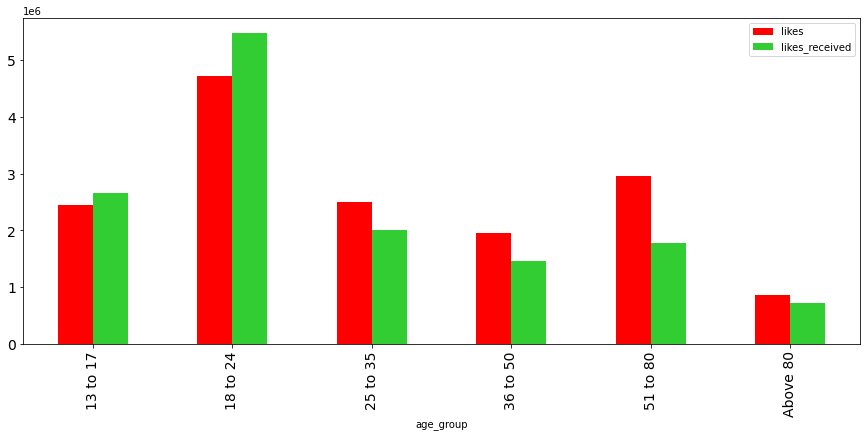 1e6
likes
likes_received
5
4
3
2
1
0
13 to 17
18 to 24
25 to 35
36 to 50
51 to 80
Above 80
age_group